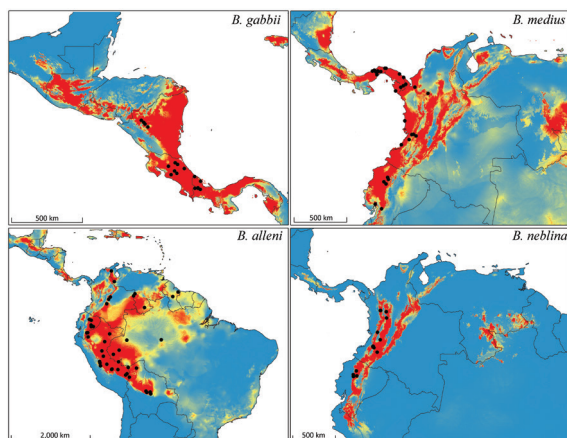 B. gabbii
500 km
B. medius
500 km
B. alleni
2,000 km
B. neblina
500 km